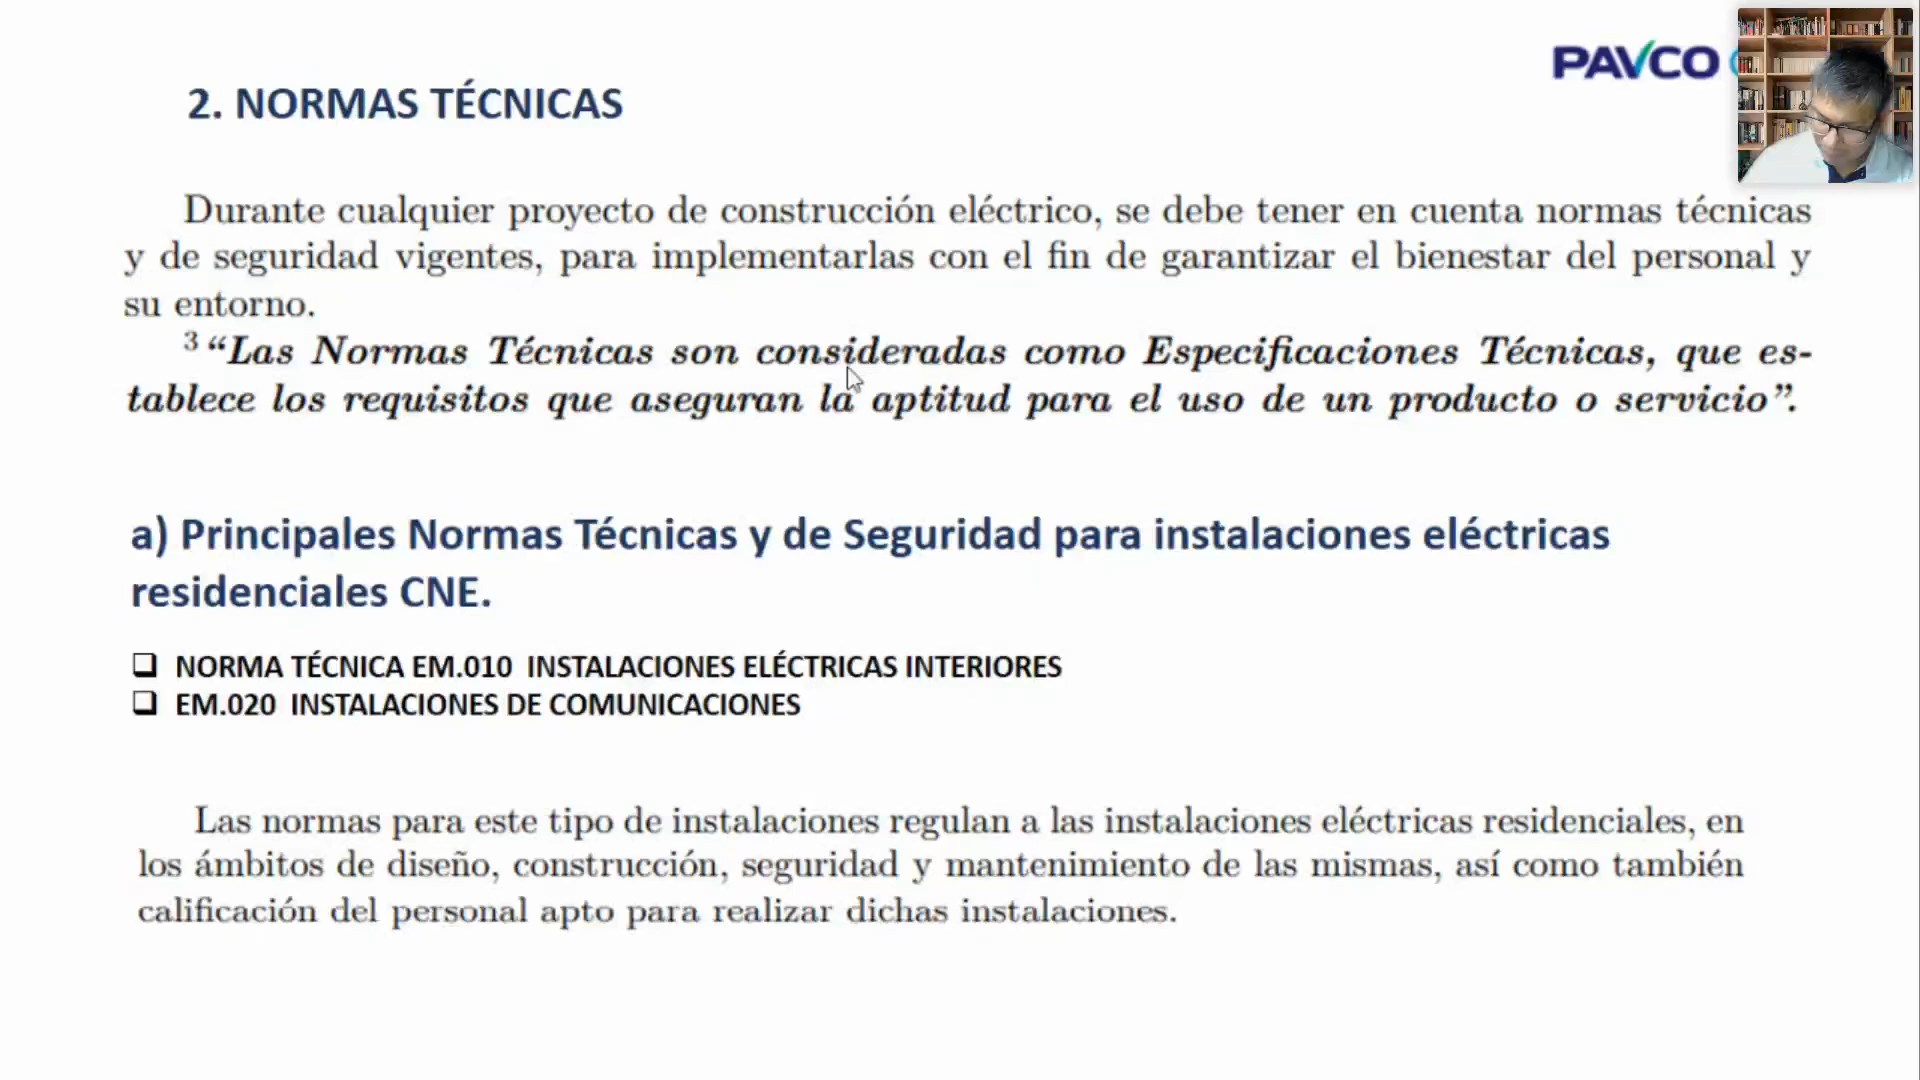 PAVCO
2. NORMAS TÉCNICAS
Durante cualquier proyecto de construcción eléctrico, se debe tener en cuenta normas técnicas
y de seguridad vigentes, para implementarlas con el fin de garantizar el bienestar del personal y
su entorno.
3 “Las Normas Técnicas son consideradas como Especificaciones Técnicas, que es-
tablece los requisitos que aseguran la aptitud para el uso de un producto o servicio”.
a) Principales Normas Técnicas y de Seguridad para instalaciones eléctricas
residenciales CNE.
❑ NORMA TÉCNICA EM.010 INSTALACIONES ELÉCTRICAS INTERIORES
❑ EM.020 INSTALACIONES DE COMUNICACIONES
Las normas para este tipo de instalaciones regulan a las instalaciones eléctricas residenciales, en
los ámbitos de diseño, construcción, seguridad y mantenimiento de las mismas, así como también
calificación del personal apto para realizar dichas instalaciones.